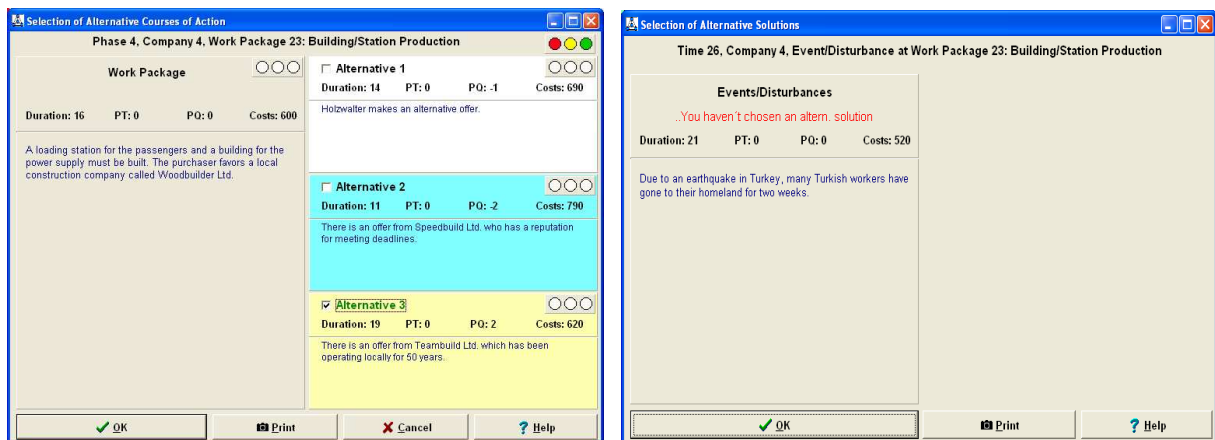 Selection of Alternative Courses of Action
Phase 4, Company 4, Work Package 23: Building/Station Production
Work Package
Duration: 16 PT: 0 PQ: 0 Costs: 600
A loading station for the passengers and a building for the
power supply must be built. The purchaser favors a local
construction company called Woodbuilder Ltd.
Alternative 1
Duration: 14 PT: 0 PQ: -1 Costs: 690
Holzwalter makes an alternative offer.
Alternative 2
Duration: 11 PT: 0 PQ: -2 Costs: 790
There is an offer from Speedbuild Ltd. who has a reputation
for meeting deadlines.
Alternative 3
Duration: 19 PT: 0 PQ: 2 Costs: 620
There is an offer from Teambuild Ltd. which has been
operating locally for 50 years.
OK Print Cancel ? Help
Selection of Alternative Solutions
Time 26, Company 4, Event/Disturbance at Work Package 23: Building/Station Production
Events/Disturbances
..You haven´t chosen an altern. solution
Duration: 21 PT: 0 PQ: 0 Costs: 520
Due to an earthquake in Turkey, many Turkish workers have
gone to their homeland for two weeks.
OK Print ? Help